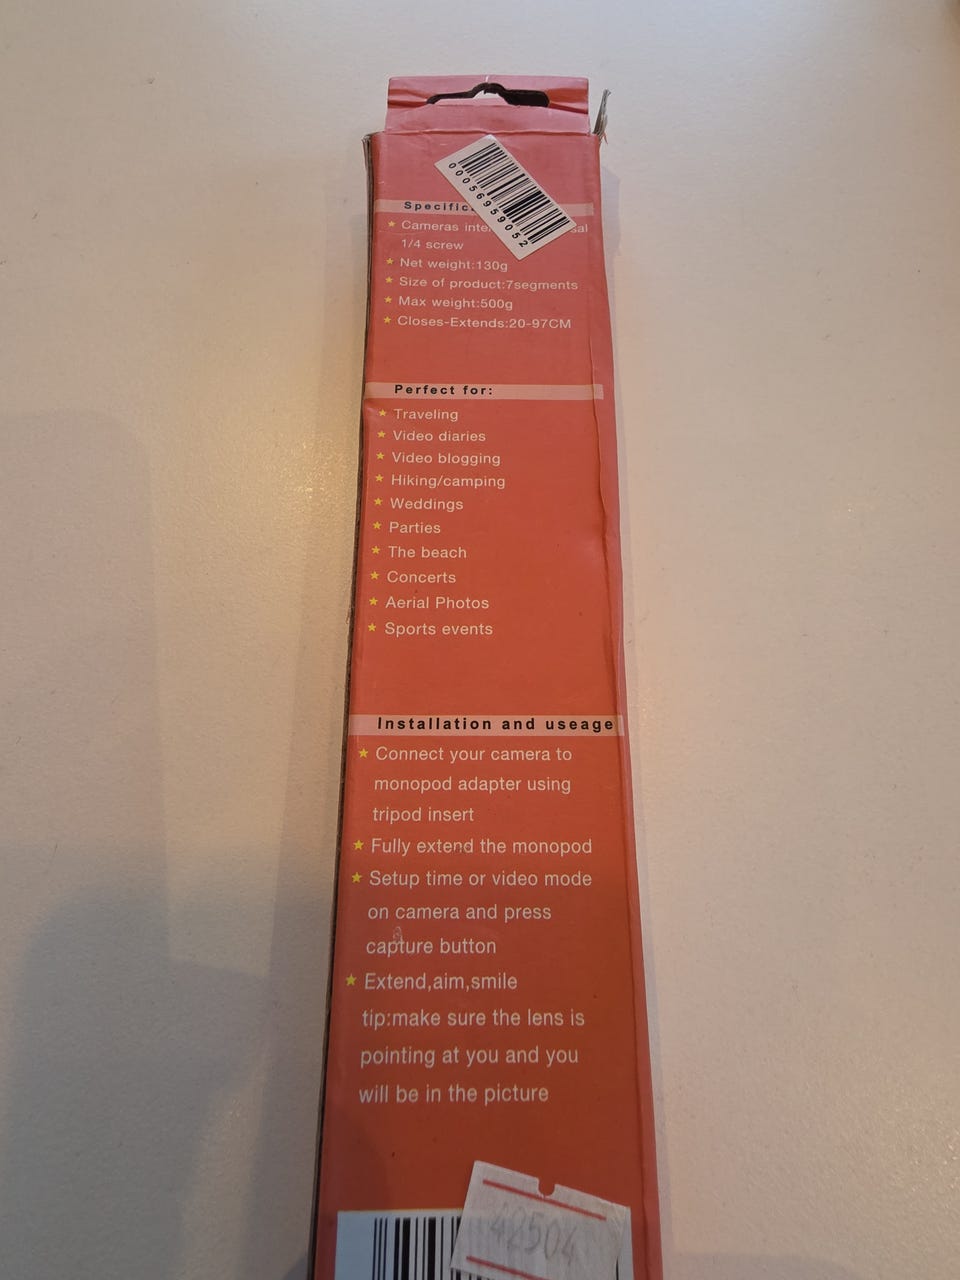 00056959052
Specific
★ Cameras inte sal
1/4 screw
★ Net weight:130g
★ Size of product:7segments
★ Max weight:500g
★ Closes-Extends:20-97CM
Perfect for:
★ Traveling
★ Video diaries
★ Video blogging
★ Hiking/camping
★ Weddings
★ Parties
★ The beach
★ Concerts
★ Aerial Photos
★ Sports events
Installation and useage
★ Connect your camera to
monopod adapter using
tripod insert
★ Fully extend the monopod
★ Setup time or video mode
on camera and press
capture button
★ Extend,aim,smile
tip:make sure the lens is
pointing at you and you
will be in the picture
42504